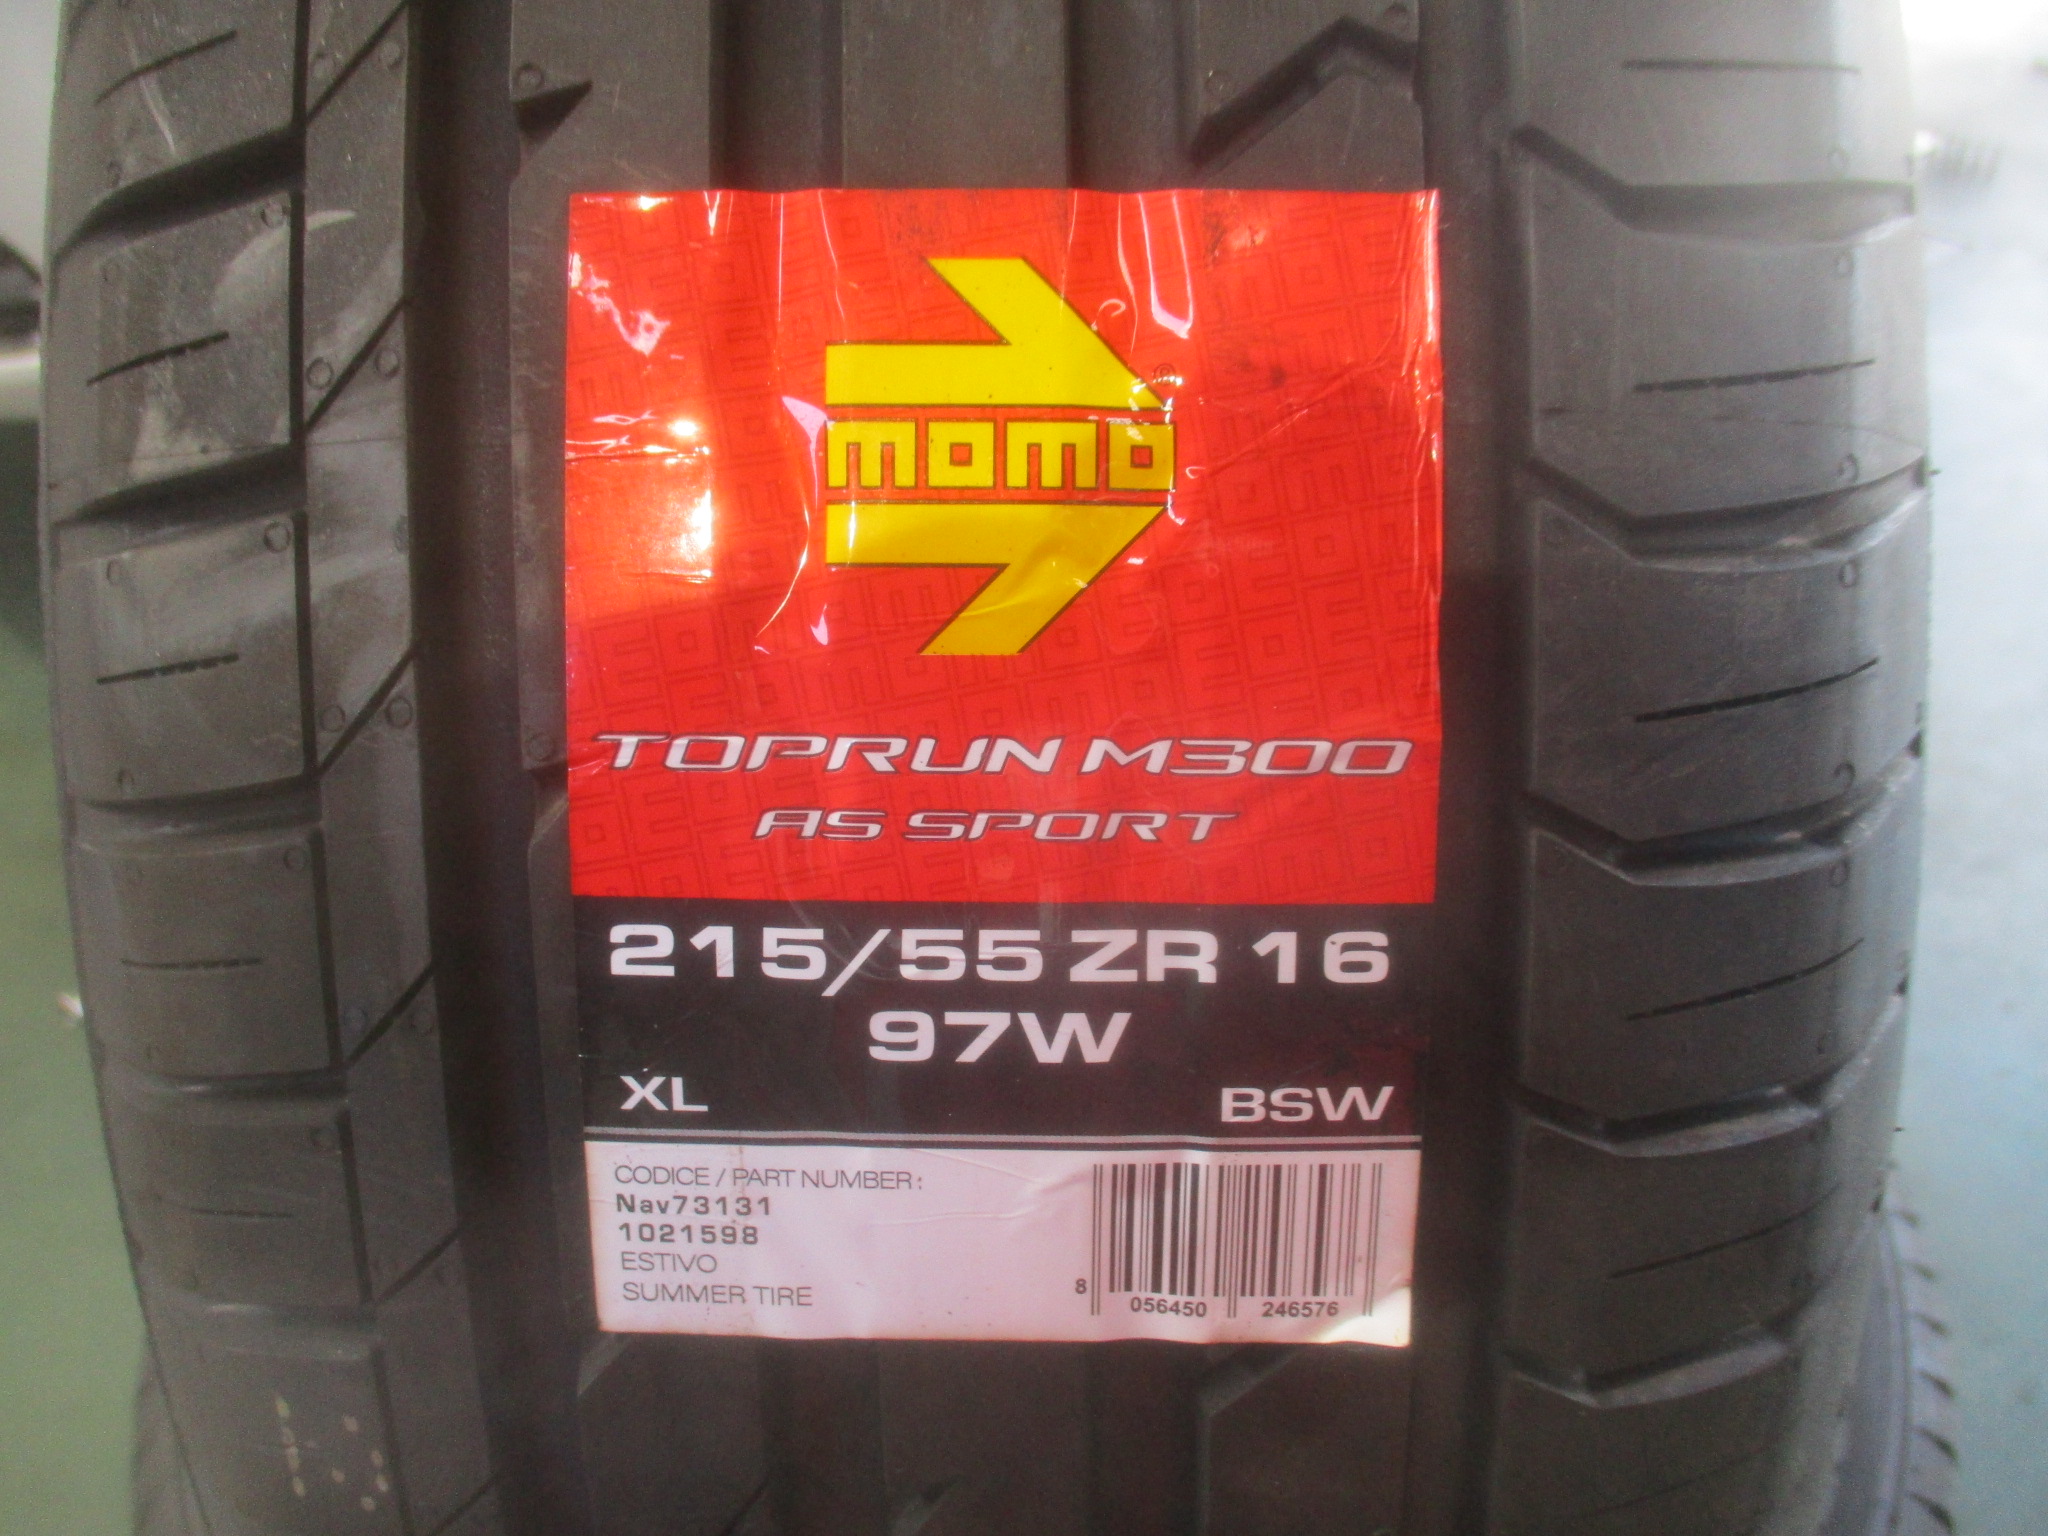 momo
TOPRUN M300
AS SPORT
215/55 ZR 16
97W
XL BSW
CODICE / PART NUMBER:
Nav73131
1021598
ESTIVO
SUMMER TIRE
8 056450 246576